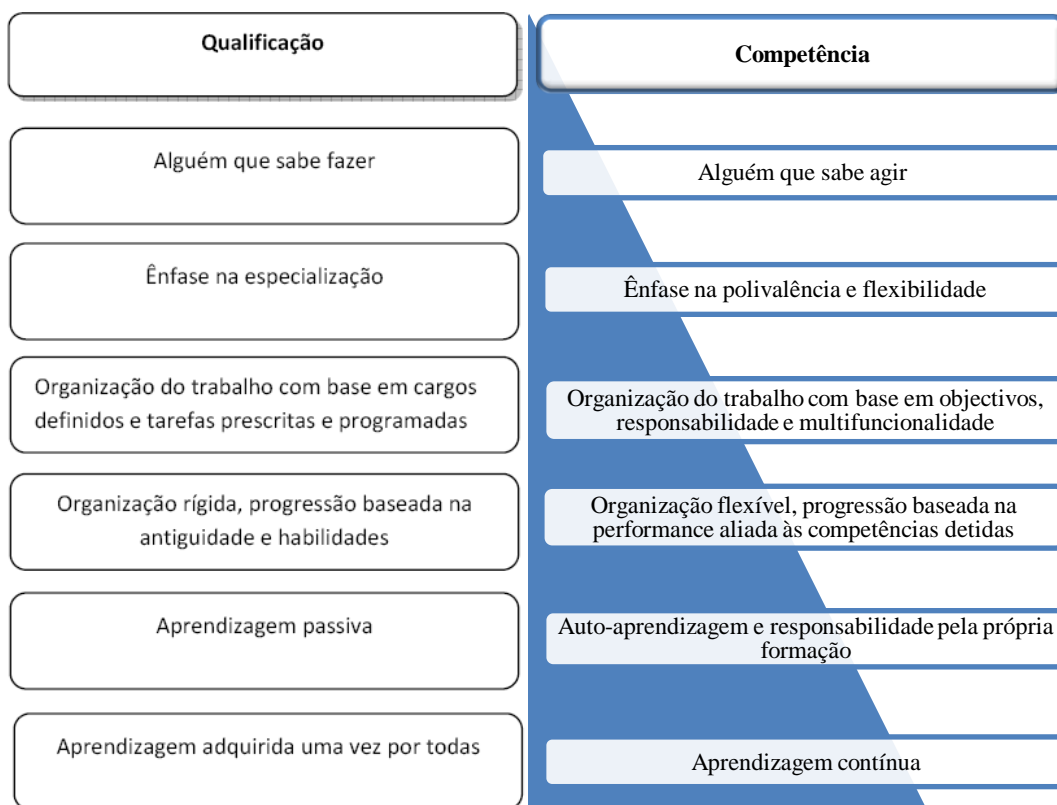 Qualificação
Competência
Alguém que sabe fazer
Alguém que sabe agir
Ênfase na especialização
Ênfase na polivalência e flexibilidade
Organização do trabalho com base em cargos
definidos e tarefas prescritas e programadas
Organização do trabalho com base em objectivos,
responsabilidade e multifuncionalidade
Organização rígida, progressão baseada na
antiguidade e habilidades
Organização flexível, progressão baseada na
performance aliada às competências detidas
Aprendizagem passiva
Auto-aprendizagem e responsabilidade pela própria
formação
Aprendizagem adquirida uma vez por todas
Aprendizagem contínua